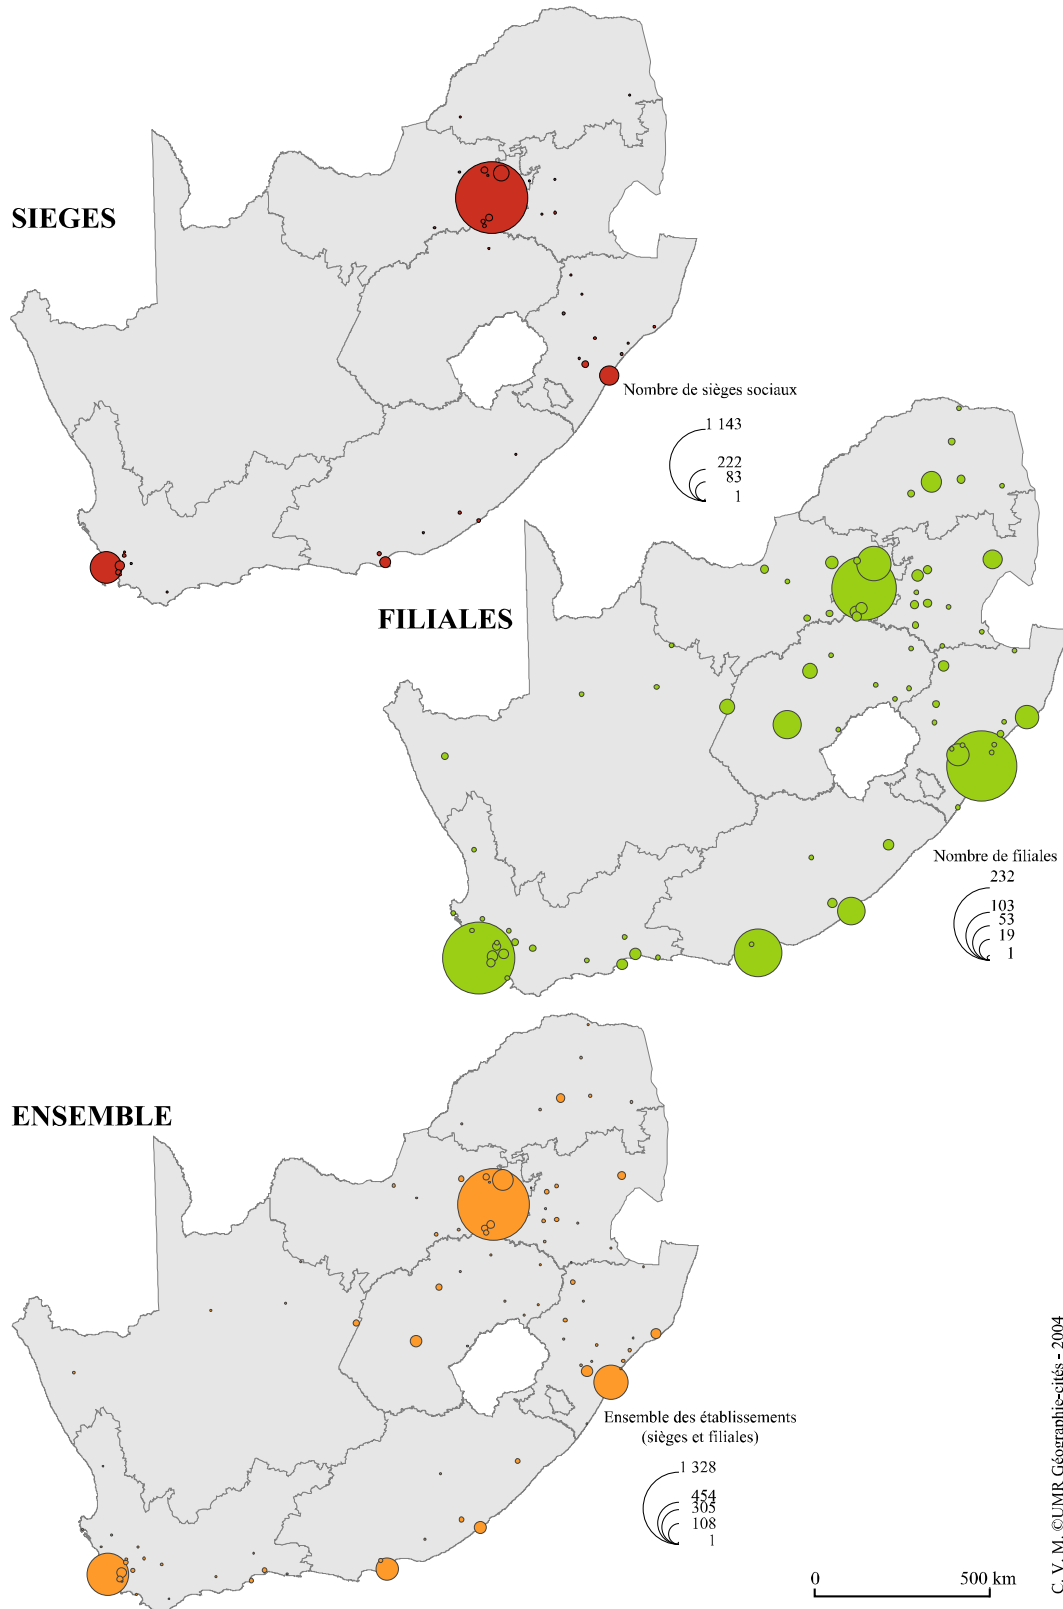 SIEGES
Nombre de sièges sociaux
1 143
222
83
1
FILIALES
Nombre de filiales
232
103
53
19
1
ENSEMBLE
Ensemble des établissements
(sièges et filiales)
1 328
454
305
108
1
0 500 km
C. V. M. ©UMR Géographie-cités - 2004